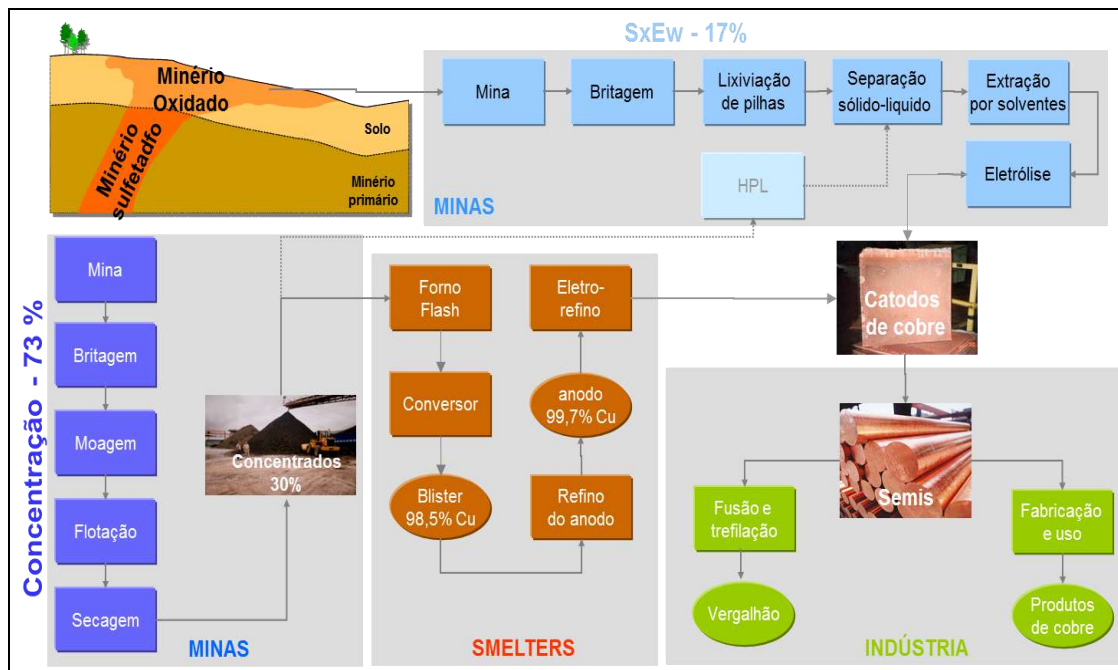 SxEw - 17%
Minério
Oxidado
Solo
Minério
sulfetadfo
Minério
primário
Mina
Britagem
Lixiviação
de pilhas
Separação
sólido-liquido
Extração
por solventes
HPL
Eletrólise
MINAS
Concentração - 73 %
Mina
Britagem
Moagem
Flotação
Secagem
Concentrados
30%
MINAS
Forno
Flash
Conversor
Blister
98,5% Cu
Eletro-
refino
anodo
99,7% Cu
Refino
do anodo
SMELTERS
Catodos
de cobre
Semis
Fusão e
trefilação
Vergalhão
Fabricação
e uso
Produtos
de cobre
INDÚSTRIA